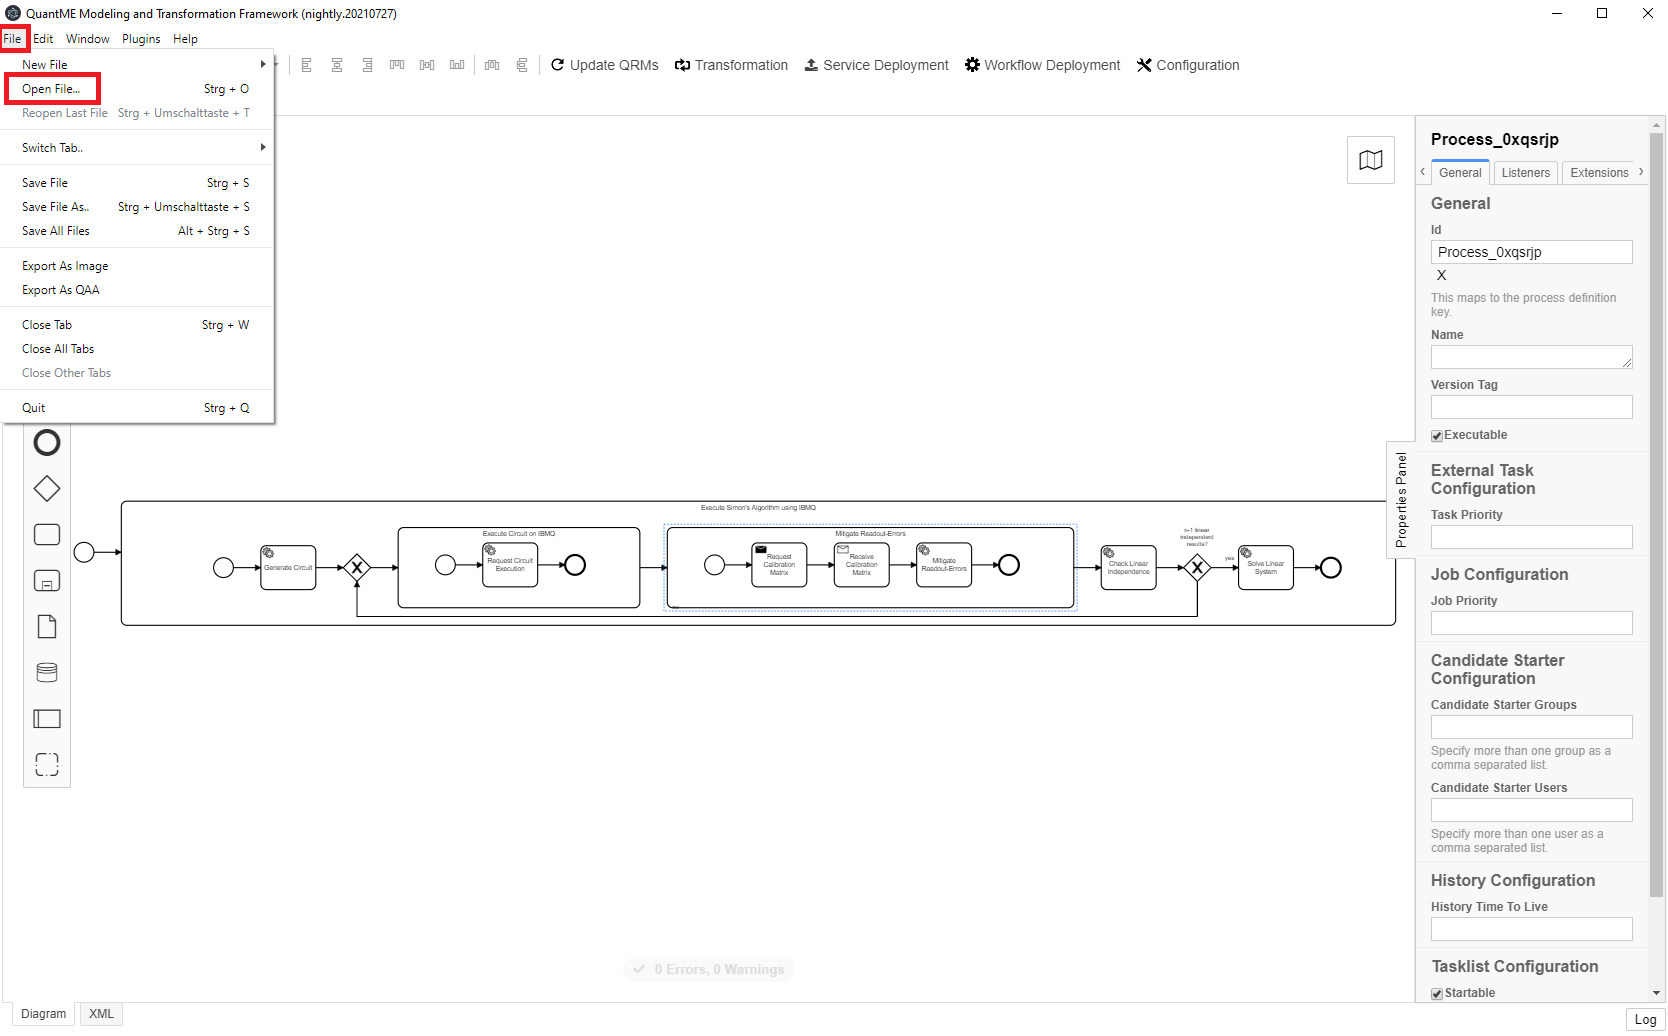 QuantME Modeling and Transformation Framework (nightly.20210727)
File Edit Window Plugins Help
New File
Open File... Strg + O
Reopen Last File Strg + Umschalttaste + T
Switch Tab..
Save File Strg + S
Save File As.. Strg + Umschalttaste + S
Save All Files Alt + Strg + S
Export As Image
Export As QAA
Close Tab Strg + W
Close All Tabs
Close Other Tabs
Quit Strg + Q
Update QRMs Transformation Service Deployment Workflow Deployment Configuration
Execute Simon's Algorithm using IBMQ
Generate Circuit
Execute Circuit on IBMQ
Request Circuit
Execution
Mitigate Readout-Errors
Request
Calibration
Matrix
Receive
Calibration
Matrix
Mitigate
Readout-Errors
Check Linear
Independence
n-1 linear
independent
results?
yes
Solve Linear
System
Properties Panel
Process_0xqsrjp
General Listeners Extensions
General
Id
Process_0xqsrjp
X
This maps to the process definition
key.
Name
Version Tag
Executable
External Task
Configuration
Task Priority
Job Configuration
Job Priority
Candidate Starter
Configuration
Candidate Starter Groups
Specify more than one group as a
comma separated list.
Candidate Starter Users
Specify more than one user as a
comma separated list.
History Configuration
History Time To Live
Tasklist Configuration
Startable
0 Errors, 0 Warnings
Diagram XML
Log